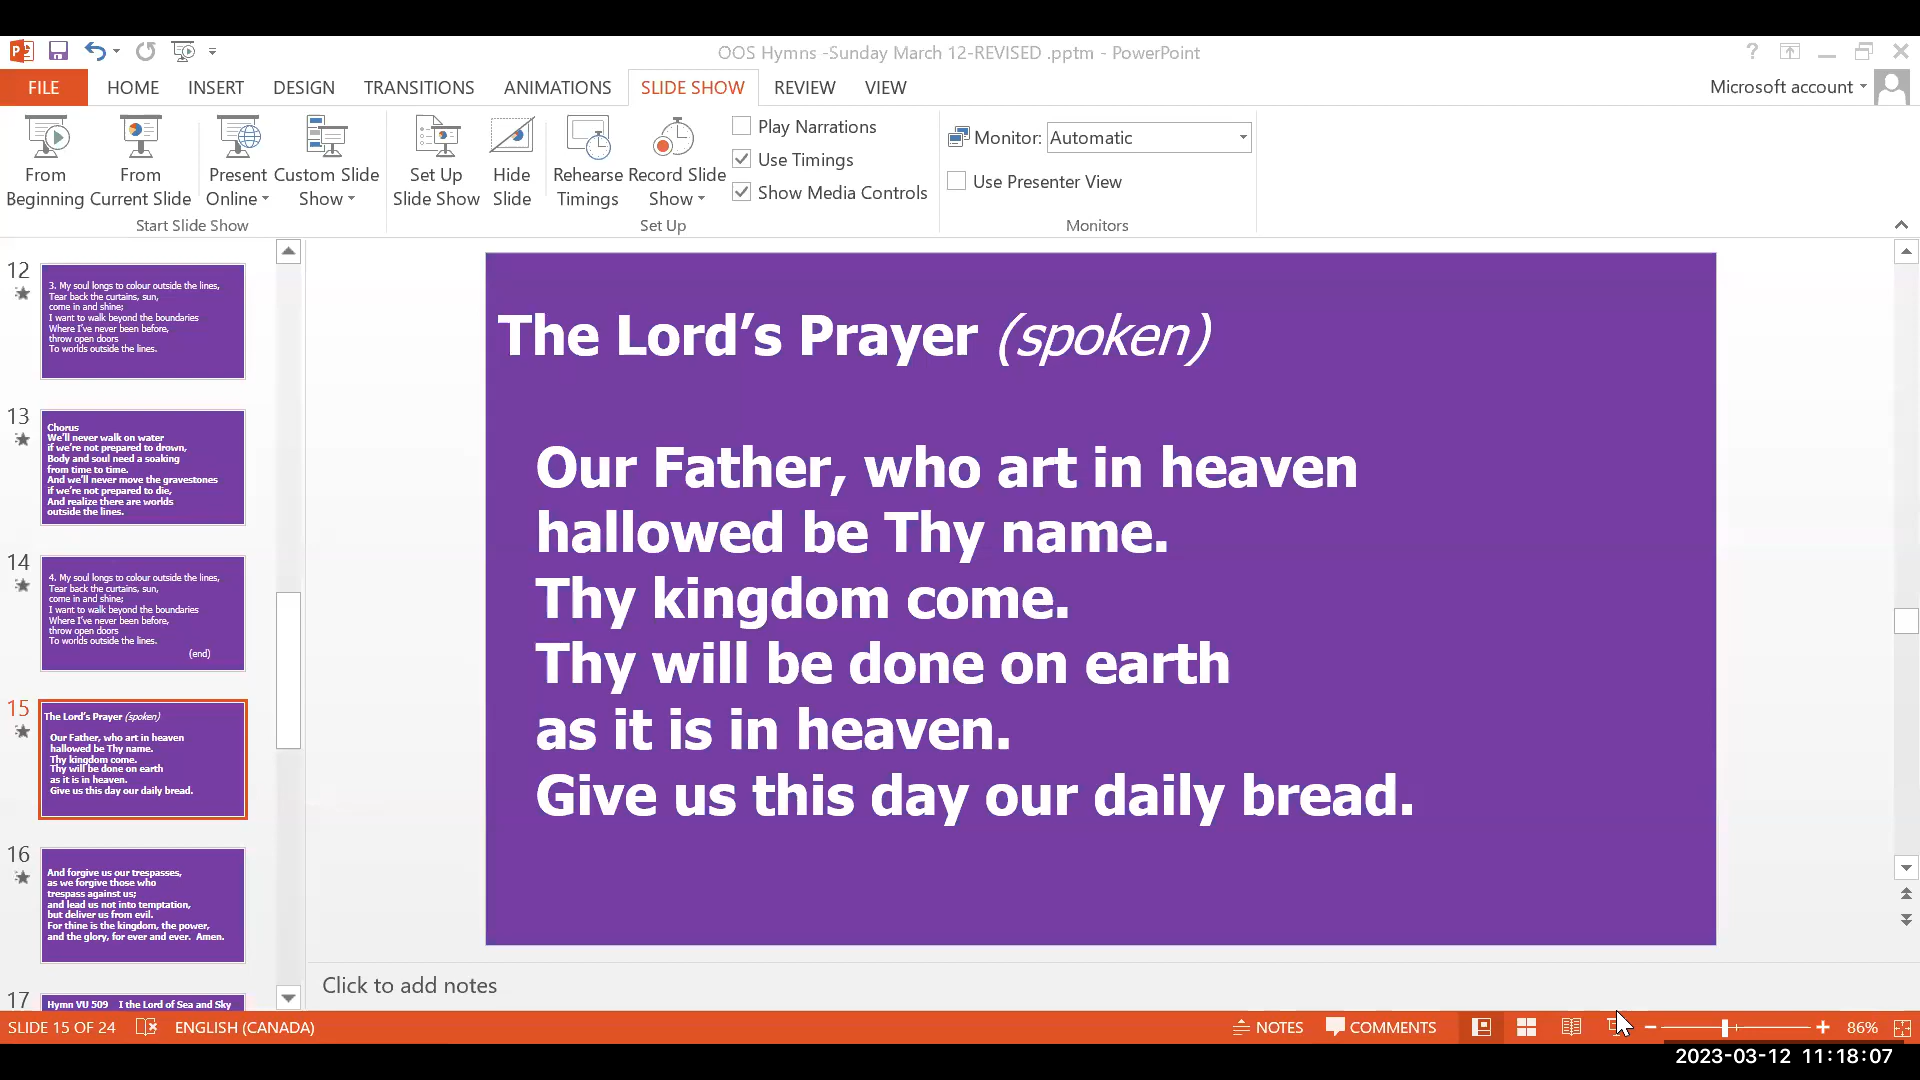 OOS Hymns -Sunday March 12-REVISED .pptm - PowerPoint
?
FILE HOME INSERT DESIGN TRANSITIONS ANIMATIONS SLIDE SHOW REVIEW VIEW
Microsoft account
From Beginning
From Current Slide
Present Online
Custom Slide Show
Start Slide Show
Set Up Slide Show
Hide Slide
Rehearse Timings
Record Slide Show
Play Narrations
Use Timings
Show Media Controls
Set Up
Monitor: Automatic
Use Presenter View
Monitors
12
3. My soul longs to colour outside the lines,
Tear back the curtains, sun,
come in and shine;
I want to walk beyond the boundaries
Where I've never been before,
throw open doors
To worlds outside the lines.
13
Chorus
We'll never walk on water
if we're not prepared to drown,
Body and soul need a soaking
from time to time.
And we'll never move the gravestones
if we're not prepared to die,
And realize there are worlds
outside the lines.
14
4. My soul longs to colour outside the lines,
Tear back the curtains, sun,
come in and shine;
I want to walk beyond the boundaries
Where I've never been before,
throw open doors
To worlds outside the lines.
(end)
15
The Lord's Prayer (spoken)
Our Father, who art in heaven
hallowed be Thy name.
Thy kingdom come.
Thy will be done on earth
as it is in heaven.
Give us this day our daily bread.
16
And forgive us our trespasses,
as we forgive those who
trespass against us;
and lead us not into temptation,
but deliver us from evil.
For thine is the kingdom, the power,
and the glory, for ever and ever. Amen.
17
Hymn VU 509 I the Lord of Sea and Sky
The Lord’s Prayer (spoken)
Our Father, who art in heaven
hallowed be Thy name.
Thy kingdom come.
Thy will be done on earth
as it is in heaven.
Give us this day our daily bread.
Click to add notes
SLIDE 15 OF 24 ENGLISH (CANADA) NOTES COMMENTS 86%
2023-03-12 11:18:07